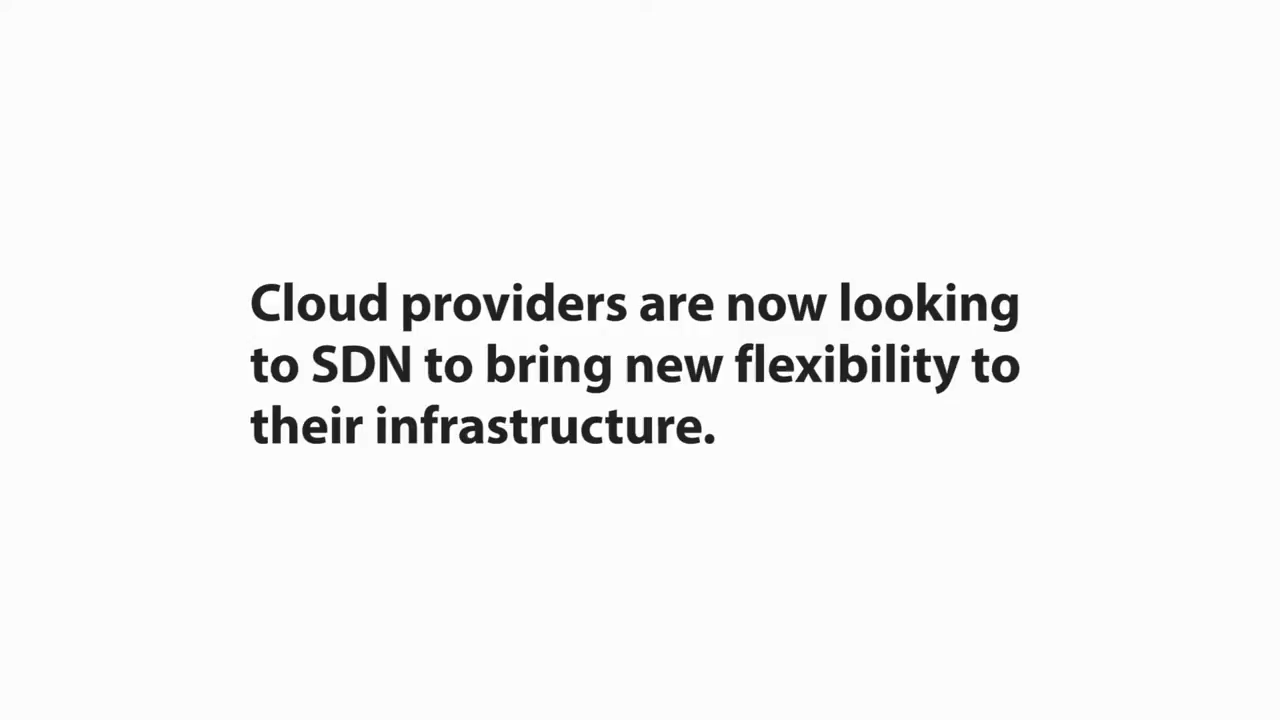 Cloud providers are now looking
to SDN to bring new flexibility to
their infrastructure.